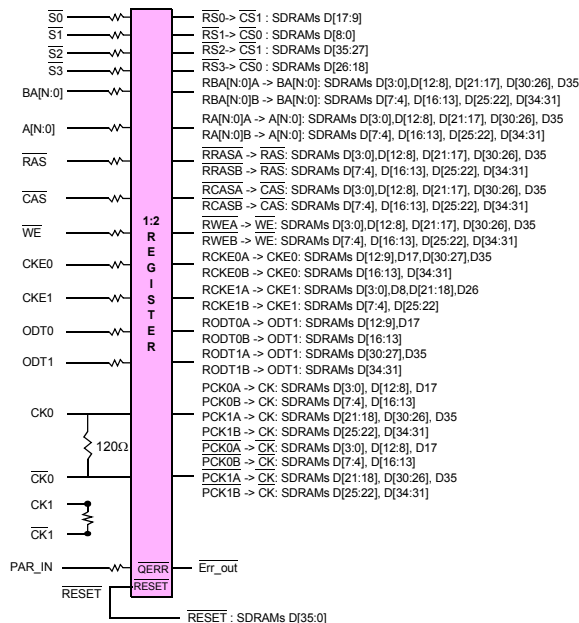 S0
S1
S2
S3
BA[N:0]
A[N:0]
RAS
CAS
WE
CKE0
CKE1
ODT0
ODT1
CK0
120Ω
CK0
CK1
CK1
PAR_IN
RESET
1:2
R
E
G
I
S
T
E
R
QERR
RESET
RS0-> CS1 : SDRAMs D[17:9]
RS1-> CS0 : SDRAMs D[8:0]
RS2-> CS1 : SDRAMs D[35:27]
RS3-> CS0 : SDRAMs D[26:18]
RBA[N:0]A -> BA[N:0]: SDRAMs D[3:0],D[12:8], D[21:17], D[30:26], D35
RBA[N:0]B -> BA[N:0]: SDRAMs D[7:4], D[16:13], D[25:22], D[34:31]
RA[N:0]A -> A[N:0]: SDRAMs D[3:0],D[12:8], D[21:17], D[30:26], D35
RA[N:0]B -> A[N:0]: SDRAMs D[7:4], D[16:13], D[25:22], D[34:31]
RRASA -> RAS: SDRAMs D[3:0],D[12:8], D[21:17], D[30:26], D35
RRASB -> RAS: SDRAMs D[7:4], D[16:13], D[25:22], D[34:31]
RCASA -> CAS: SDRAMs D[3:0],D[12:8], D[21:17], D[30:26], D35
RCASB -> CAS: SDRAMs D[7:4], D[16:13], D[25:22], D[34:31]
RWEA -> WE: SDRAMs D[3:0],D[12:8], D[21:17], D[30:26], D35
RWEB -> WE: SDRAMs D[7:4], D[16:13], D[25:22], D[34:31]
RCKE0A -> CKE0: SDRAMs D[12:9],D17,D[30:27],D35
RCKE0B -> CKE0: SDRAMs D[16:13], D[34:31]
RCKE1A -> CKE1: SDRAMs D[3:0],D8,D[21:18],D26
RCKE1B -> CKE1: SDRAMs D[7:4], D[25:22]
RODT0A -> ODT1: SDRAMs D[12:9],D17
RODT0B -> ODT1: SDRAMs D[16:13]
RODT1A -> ODT1: SDRAMs D[30:27],D35
RODT1B -> ODT1: SDRAMs D[34:31]
PCK0A -> CK: SDRAMs D[3:0], D[12:8], D17
PCK0B -> CK: SDRAMs D[7:4], D[16:13]
PCK1A -> CK: SDRAMs D[21:18], D[30:26], D35
PCK1B -> CK: SDRAMs D[25:22], D[34:31]
PCK0A -> CK: SDRAMs D[3:0], D[12:8], D17
PCK0B -> CK: SDRAMs D[7:4], D[16:13]
PCK1A -> CK: SDRAMs D[21:18], D[30:26], D35
PCK1B -> CK: SDRAMs D[25:22], D[34:31]
Err_out
RESET : SDRAMs D[35:0]